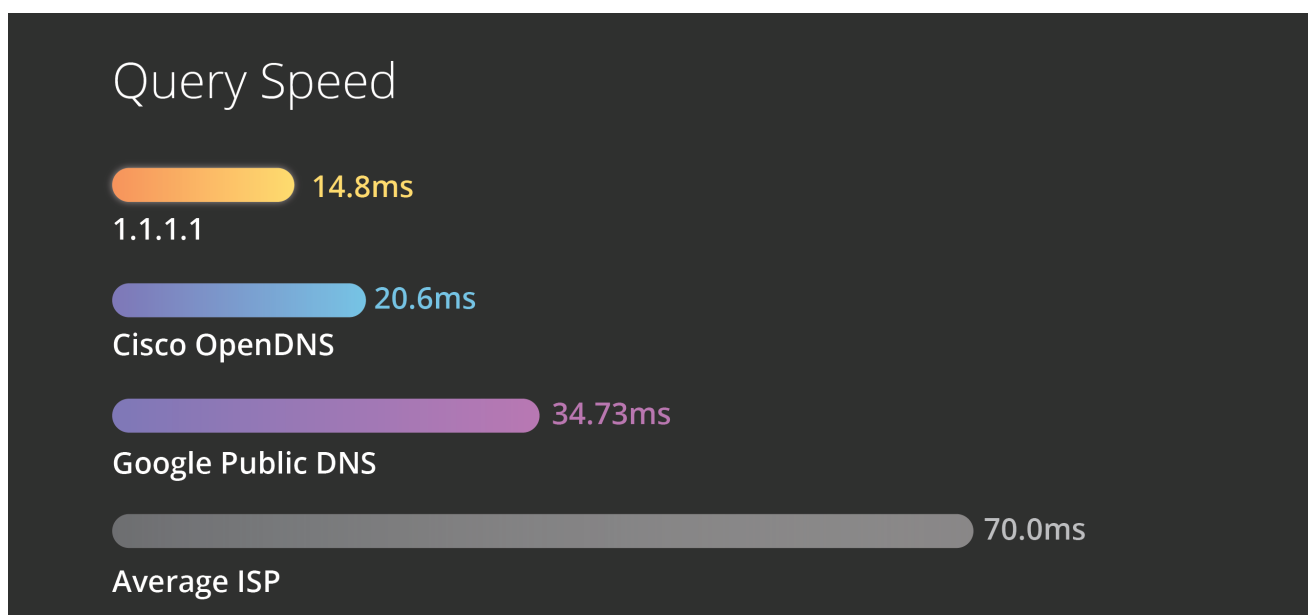 Query Speed
14.8ms
1.1.1.1
20.6ms
Cisco OpenDNS
34.73ms
Google Public DNS
70.0ms
Average ISP